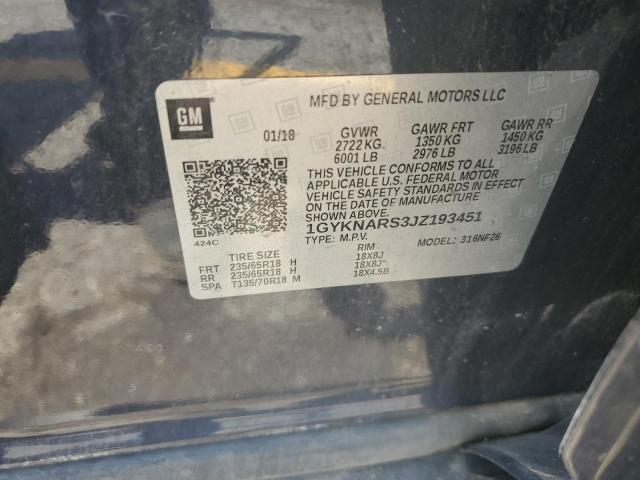 GM
MFD BY GENERAL MOTORS LLC
01/18 GVWR GAWR FRT GAWR RR
2722 KG 1350 KG 1450 KG
6001 LB 2976 LB 3196 LB
THIS VEHICLE CONFORMS TO ALL
APPLICABLE U.S. FEDERAL MOTOR
VEHICLE SAFETY STANDARDS IN EFFECT
ON THE DATE OF MANUFACTURE
SHOWN ABOVE.
1GYKNARS3JZ193451
424C TYPE: M.P.V. MODEL: 316NF26
TIRE SIZE RIM
FRT 235/65R18 H 18X8J
RR 235/65R18 H 18X8J
SPA T135/70R18 M 18X4.5B